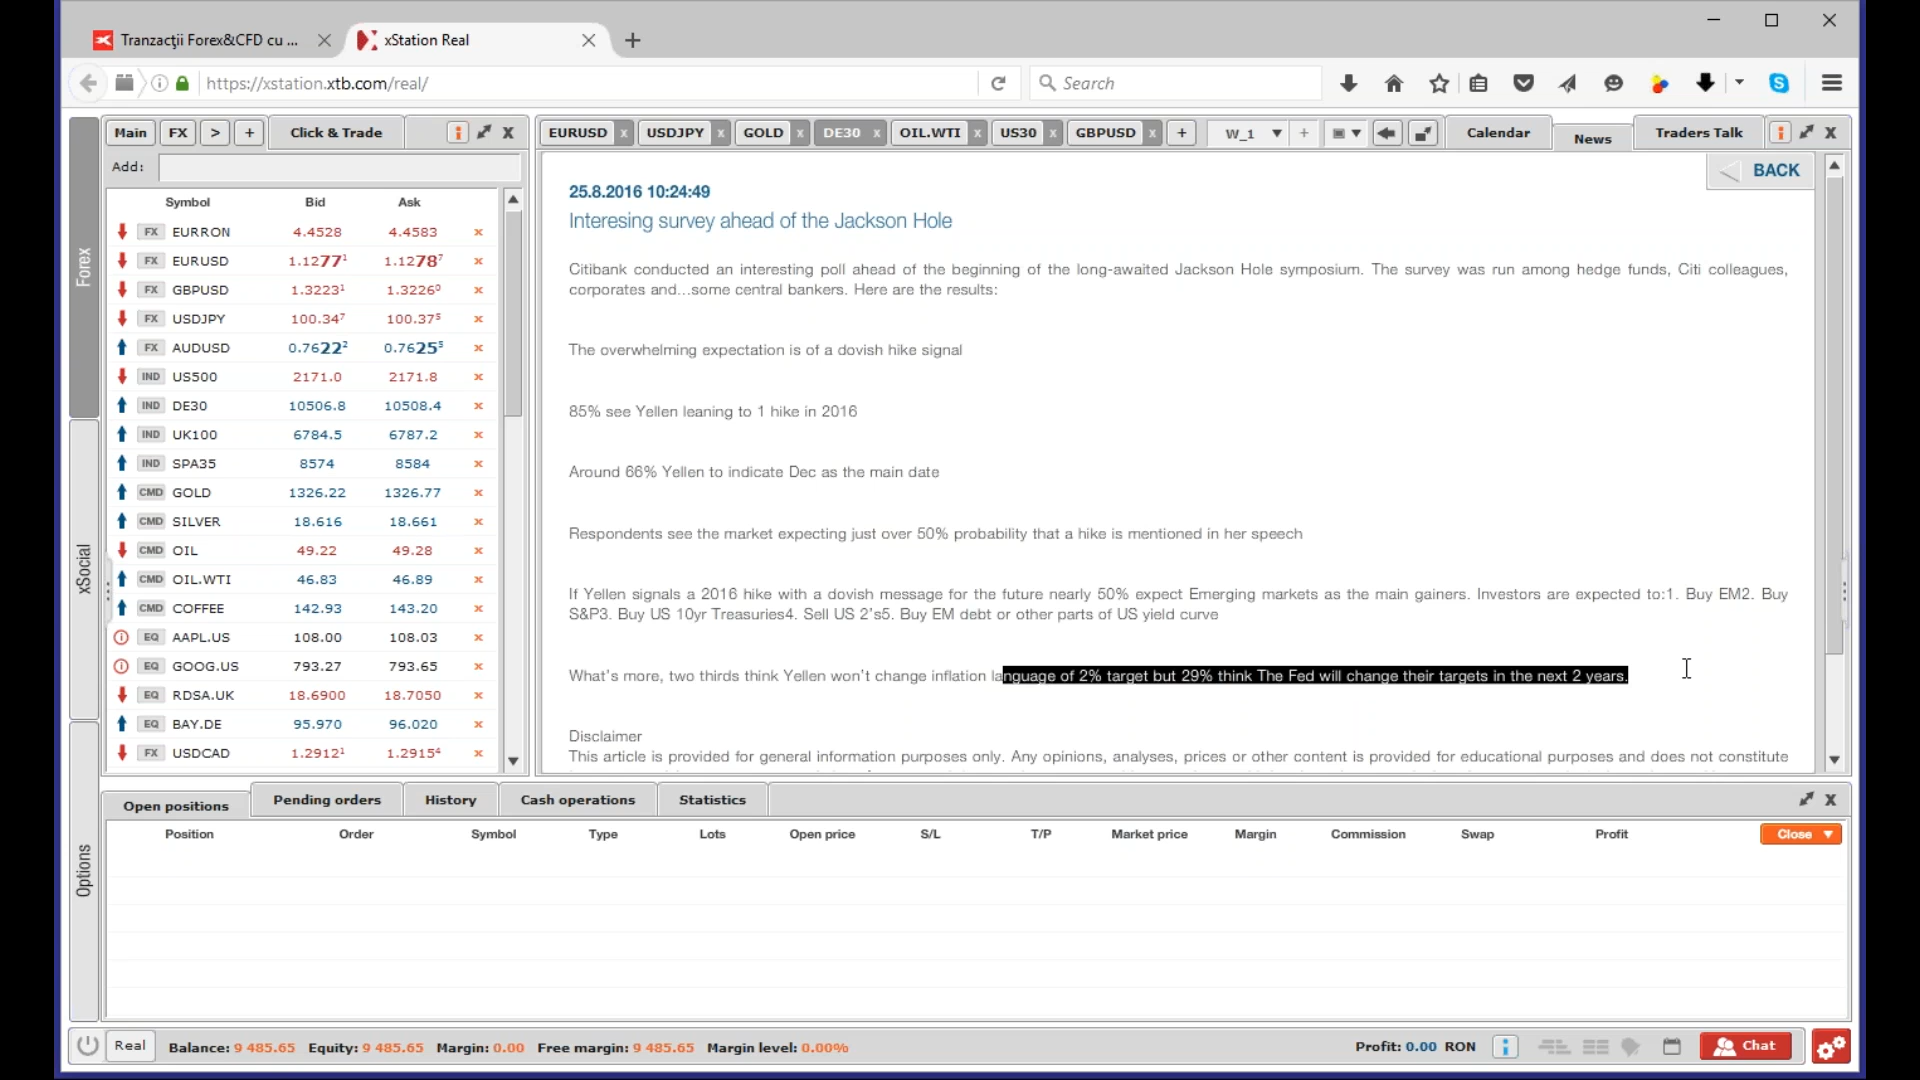 Tranzacții Forex&CFD cu ...
xStation Real
https://xstation.xtb.com/real/
Search
Main FX > + Click & Trade
EURUSD x USDJPY x GOLD x DE30 x OIL.WTI x US30 x GBPUSD x + W_1 Calendar News Traders Talk
Add:
Symbol Bid Ask
FX EURRON 4.4528 4.4583 x
FX EURUSD 1.1277¹ 1.1278⁷ x
FX GBPUSD 1.3223¹ 1.3226⁰ x
FX USDJPY 100.34⁷ 100.37⁵ x
FX AUDUSD 0.7622² 0.7625⁵ x
IND US500 2171.0 2171.8 x
IND DE30 10506.8 10508.4 x
IND UK100 6784.5 6787.2 x
IND SPA35 8574 8584 x
CMD GOLD 1326.22 1326.77 x
CMD SILVER 18.616 18.661 x
CMD OIL 49.22 49.28 x
CMD OIL.WTI 46.83 46.89 x
CMD COFFEE 142.93 143.20 x
EQ AAPL.US 108.00 108.03 x
EQ GOOG.US 793.27 793.65 x
EQ RDSA.UK 18.6900 18.7050 x
EQ BAY.DE 95.970 96.020 x
FX USDCAD 1.2912¹ 1.2915⁴ x
Forex
xSocial
Options
BACK
25.8.2016 10:24:49
Interesing survey ahead of the Jackson Hole
Citibank conducted an interesting poll ahead of the beginning of the long-awaited Jackson Hole symposium. The survey was run among hedge funds, Citi colleagues,
corporates and...some central bankers. Here are the results:
The overwhelming expectation is of a dovish hike signal
85% see Yellen leaning to 1 hike in 2016
Around 66% Yellen to indicate Dec as the main date
Respondents see the market expecting just over 50% probability that a hike is mentioned in her speech
If Yellen signals a 2016 hike with a dovish message for the future nearly 50% expect Emerging markets as the main gainers. Investors are expected to:1. Buy EM2. Buy
S&P3. Buy US 10yr Treasuries4. Sell US 2's5. Buy EM debt or other parts of US yield curve
What's more, two thirds think Yellen won't change inflation language of 2% target but 29% think The Fed will change their targets in the next 2 years.
Disclaimer
This article is provided for general information purposes only. Any opinions, analyses, prices or other content is provided for educational purposes and does not constitute
Open positions Pending orders History Cash operations Statistics
Position Order Symbol Type Lots Open price S/L T/P Market price Margin Commission Swap Profit Close
Real Balance: 9 485.65 Equity: 9 485.65 Margin: 0.00 Free margin: 9 485.65 Margin level: 0.00% Profit: 0.00 RON Chat